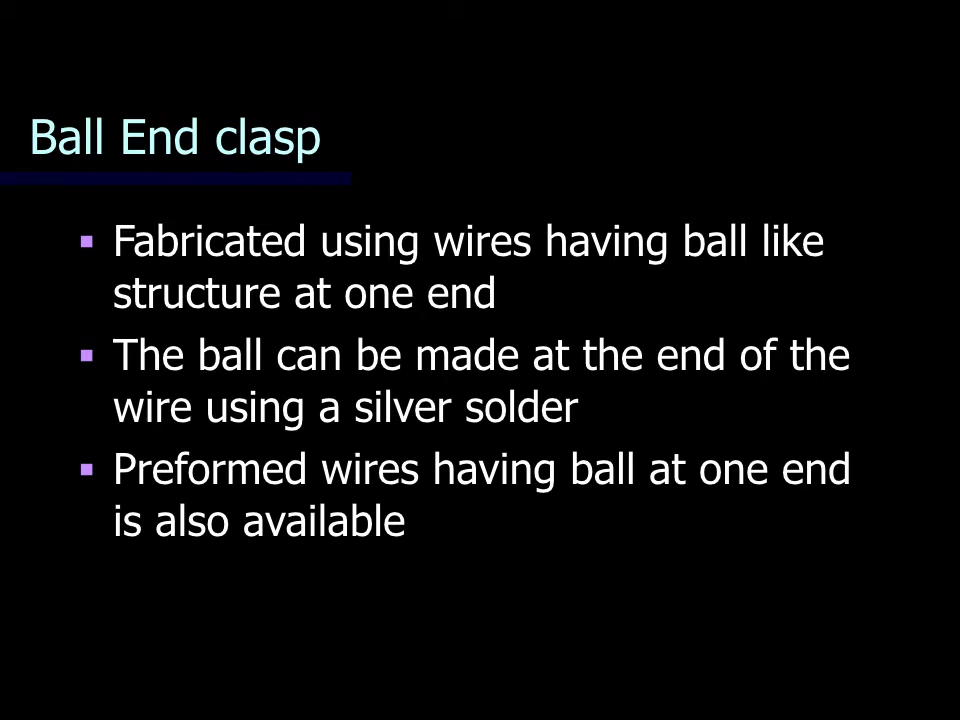 Ball End clasp
▪ Fabricated using wires having ball like
structure at one end
▪ The ball can be made at the end of the
wire using a silver solder
▪ Preformed wires having ball at one end
is also available